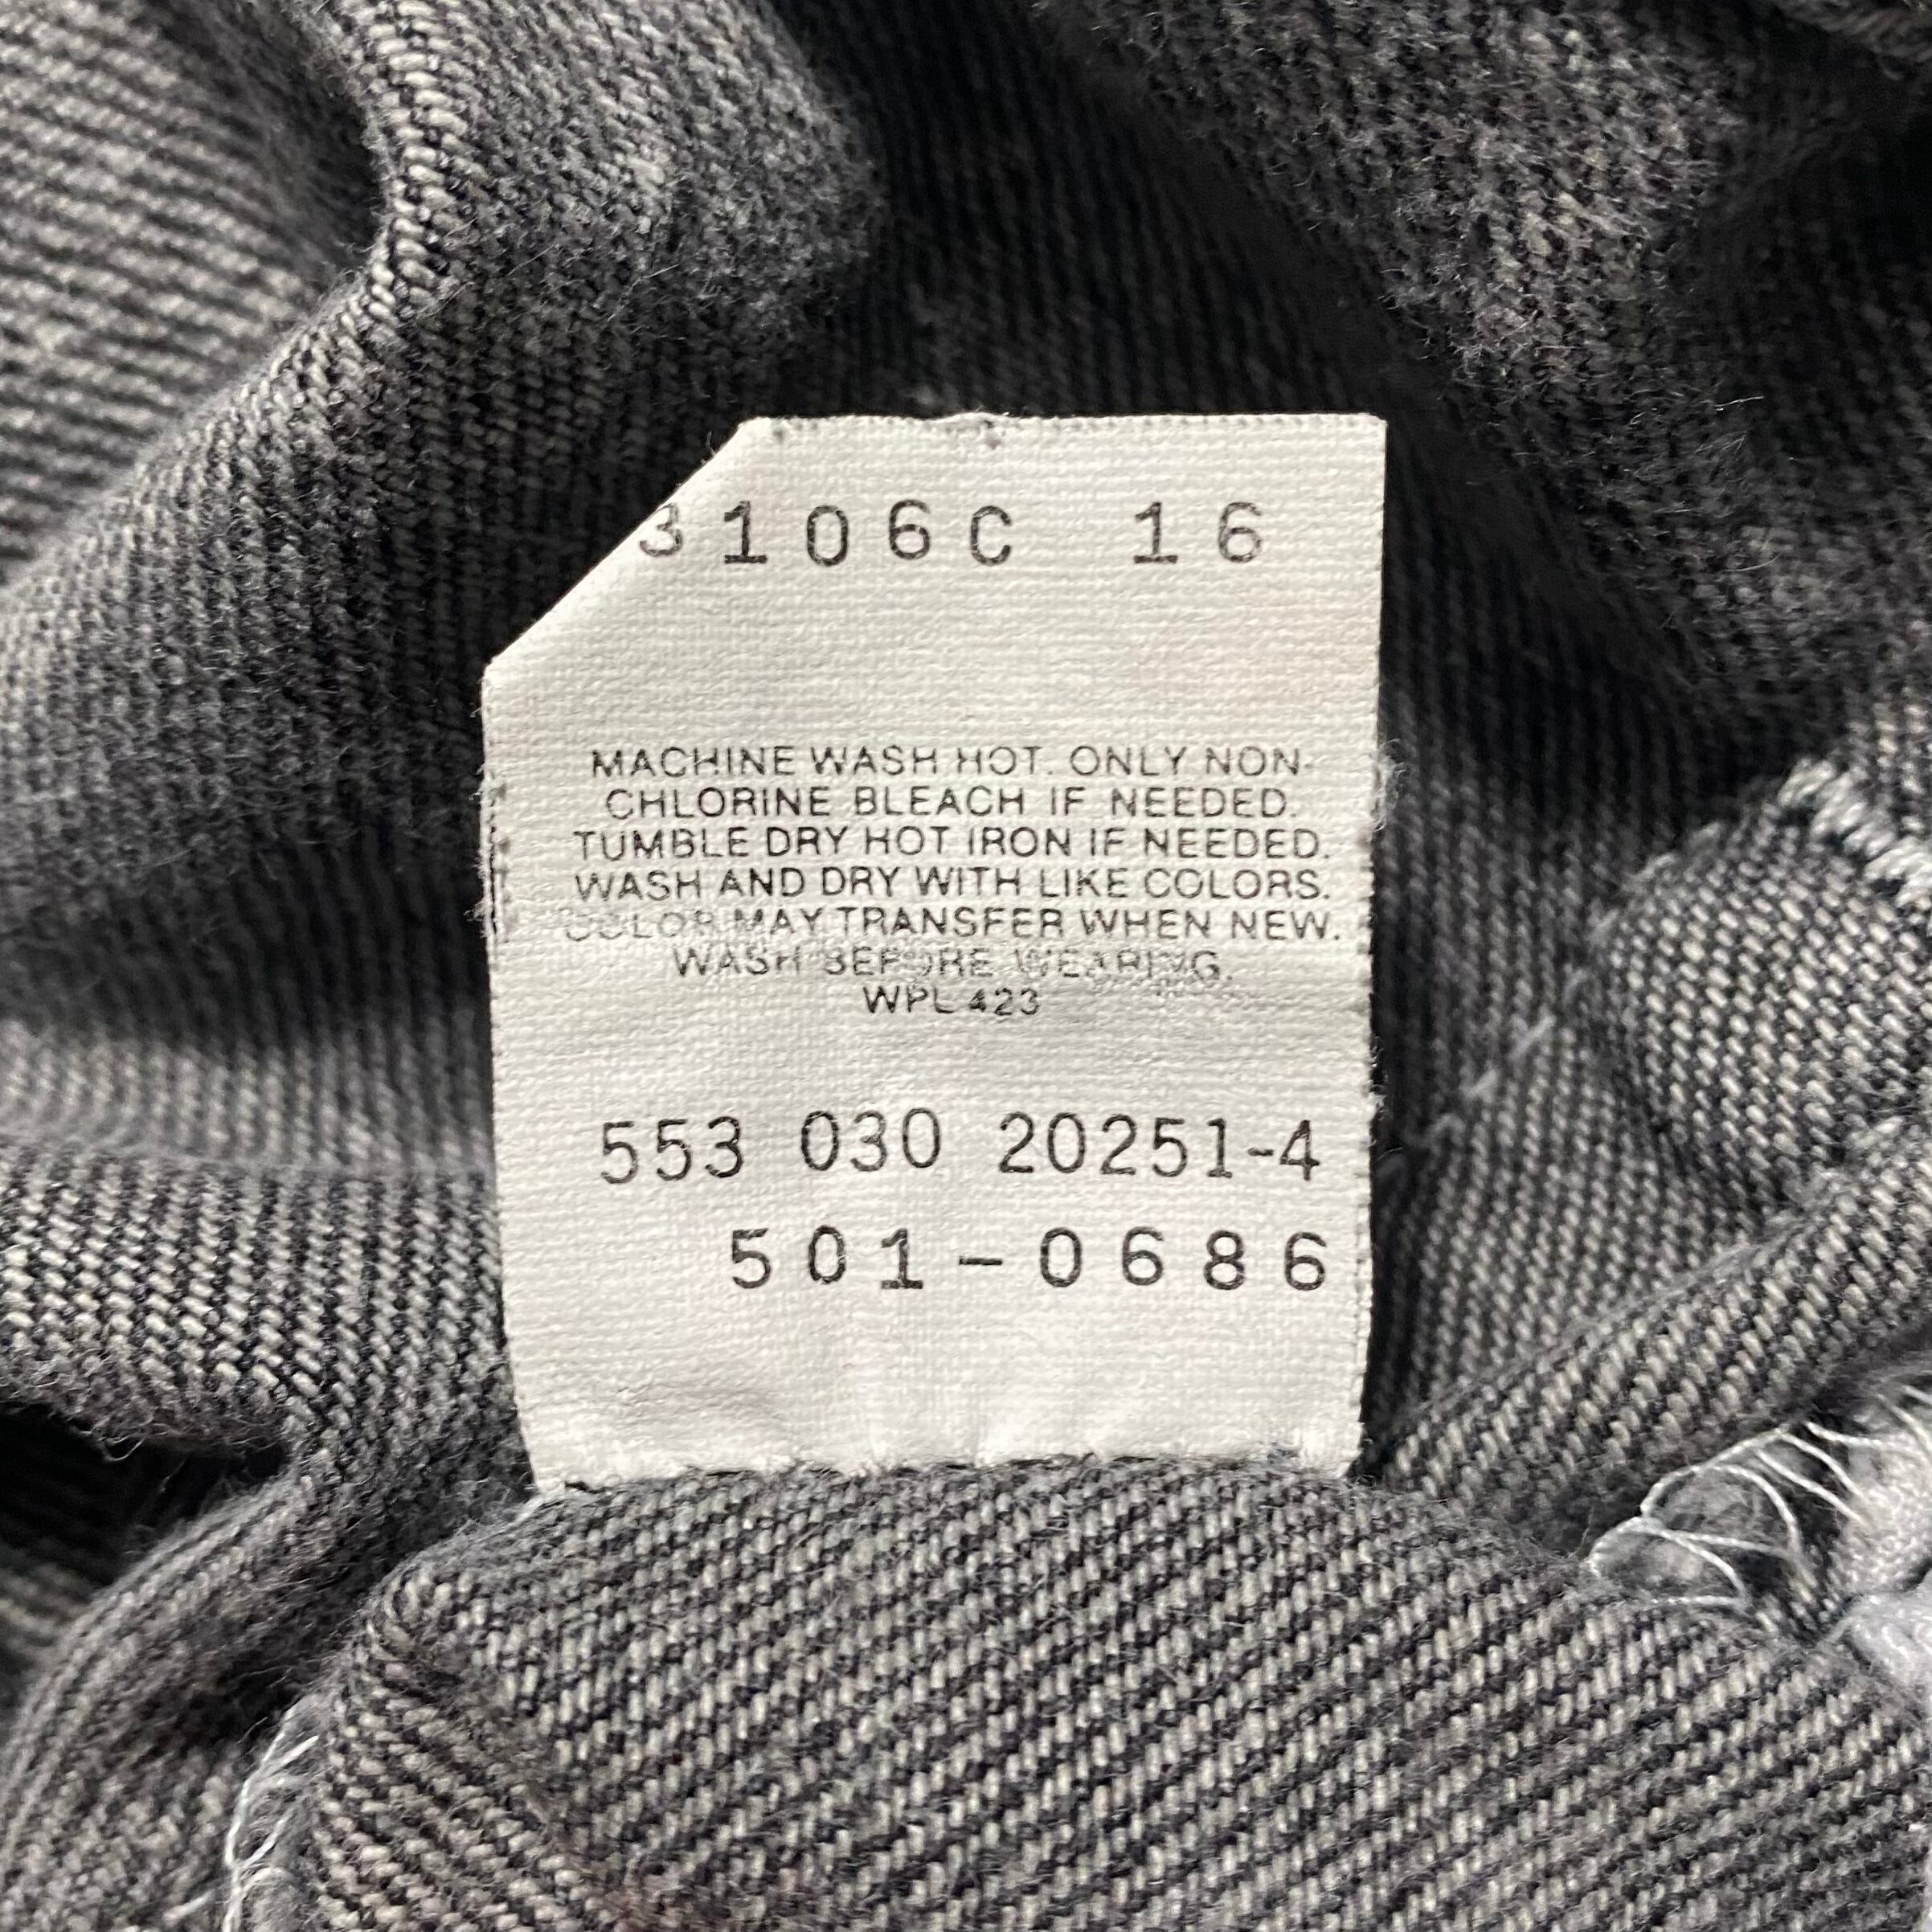 3106C 16
MACHINE WASH HOT. ONLY NON-
CHLORINE BLEACH IF NEEDED.
TUMBLE DRY HOT IRON IF NEEDED.
WASH AND DRY WITH LIKE COLORS.
COLOR MAY TRANSFER WHEN NEW.
WASH BEFORE WEARING.
WPL 423
553 030 20251-4
501-0686